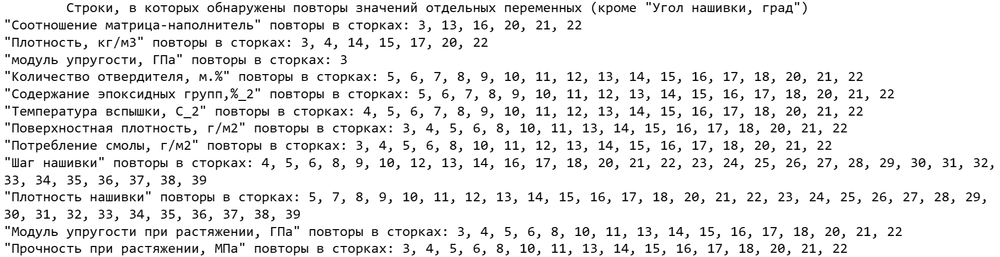 Строки, в которых обнаружены повторы значений отдельных переменных (кроме "Угол нашивки, град")
"Соотношение матрица-наполнитель" повторы в сторках: 3, 13, 16, 20, 21, 22
"Плотность, кг/м3" повторы в сторках: 3, 4, 14, 15, 17, 20, 22
"модуль упругости, ГПа" повторы в сторках: 3
"Количество отвердителя, м.%" повторы в сторках: 5, 6, 7, 8, 9, 10, 11, 12, 13, 14, 15, 16, 17, 18, 20, 21, 22
"Содержание эпоксидных групп,%_2" повторы в сторках: 5, 6, 7, 8, 9, 10, 11, 12, 13, 14, 15, 16, 17, 18, 20, 21, 22
"Температура вспышки, С_2" повторы в сторках: 4, 5, 6, 7, 8, 9, 10, 11, 12, 13, 14, 15, 16, 17, 18, 20, 21, 22
"Поверхностная плотность, г/м2" повторы в сторках: 3, 4, 5, 6, 8, 10, 11, 13, 14, 15, 16, 17, 18, 20, 21, 22
"Потребление смолы, г/м2" повторы в сторках: 3, 4, 5, 6, 8, 10, 11, 12, 13, 14, 15, 16, 17, 18, 20, 21, 22
"Шаг нашивки" повторы в сторках: 4, 5, 6, 8, 9, 10, 12, 13, 14, 16, 17, 18, 20, 21, 22, 23, 24, 25, 26, 27, 28, 29, 30, 31, 32,
33, 34, 35, 36, 37, 38, 39
"Плотность нашивки" повторы в сторках: 5, 7, 8, 9, 10, 11, 12, 13, 14, 15, 16, 17, 18, 20, 21, 22, 23, 24, 25, 26, 27, 28, 29,
30, 31, 32, 33, 34, 35, 36, 37, 38, 39
"Модуль упругости при растяжении, ГПа" повторы в сторках: 3, 4, 5, 6, 8, 10, 11, 13, 14, 15, 16, 17, 18, 20, 21, 22
"Прочность при растяжении, МПа" повторы в сторках: 3, 4, 5, 6, 8, 10, 11, 13, 14, 15, 16, 17, 18, 20, 21, 22